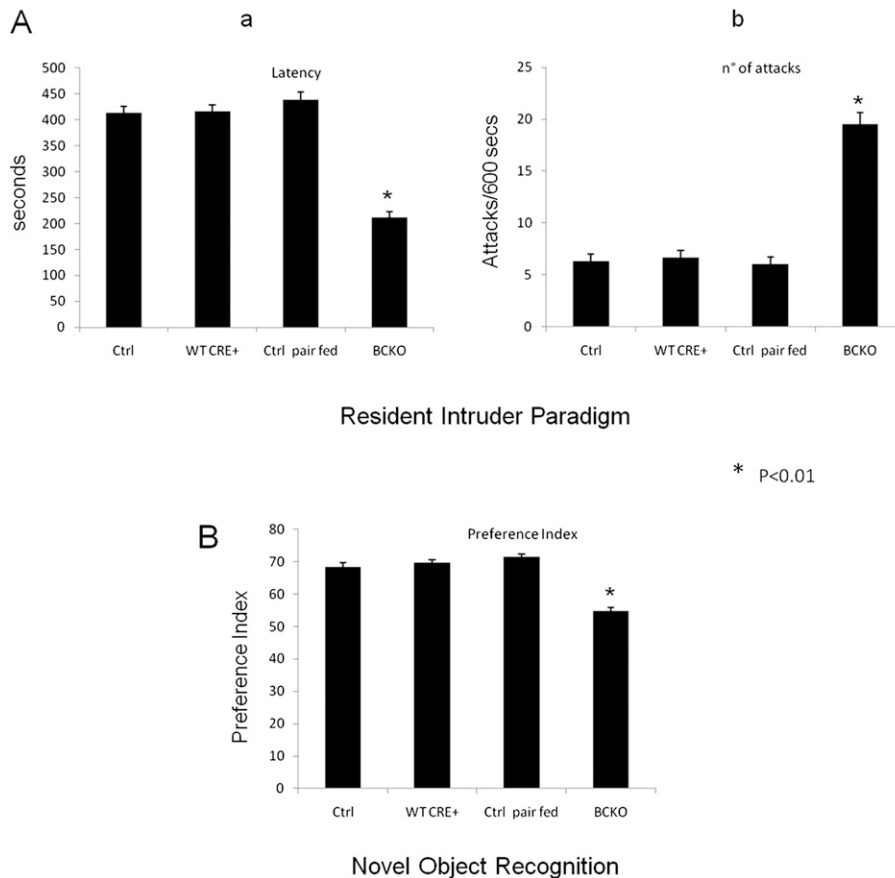 A
a
Latency
seconds
500
450
400
350
300
250
200
150
100
50
0
*
Ctrl WT CRE+ Ctrl pair fed BCKO
b
n° of attacks
Attacks/600 secs
25
20
15
10
5
0
*
Ctrl WT CRE+ Ctrl pair fed BCKO
Resident Intruder Paradigm
* P<0.01
B
Preference Index
Preference Index
80
70
60
50
40
30
20
10
0
*
Ctrl WT CRE+ Ctrl pair fed BCKO
Novel Object Recognition